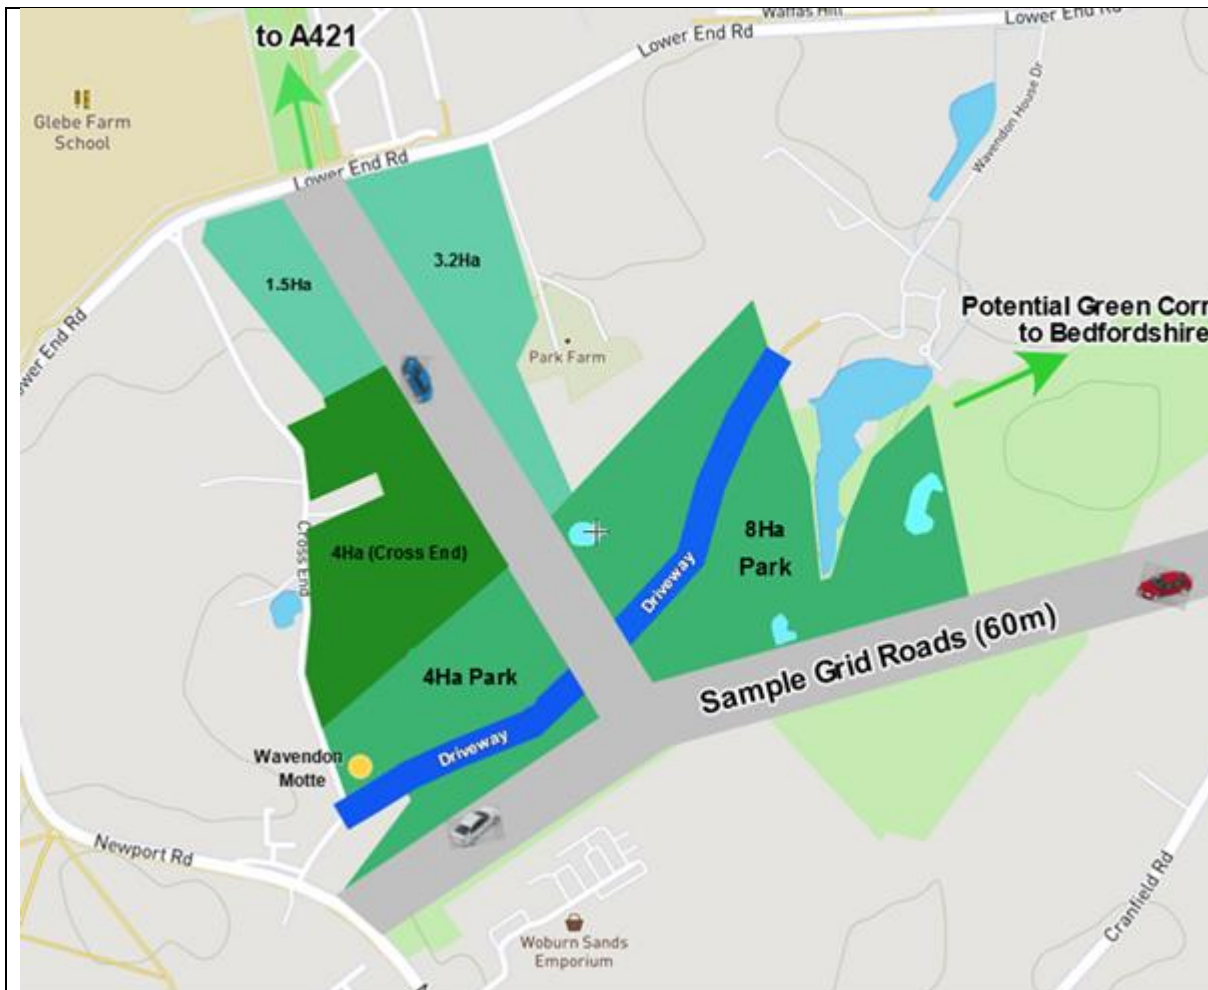 Waffas Hill
Lower End Rd
to A421
Lower End Rd
Glebe Farm
School
Wavendon House Dr
Lower End Rd
3.2Ha
1.5Ha
Potential Green Corr
to Bedfordshire
Park Farm
ower End Rd
8Ha
Park
Cross End
4Ha (Cross End)
Driveway
Sample Grid Roads (60m)
4Ha Park
Driveway
Wavendon
Motte
Newport Rd
Cranfield Rd
Woburn Sands
Emporium